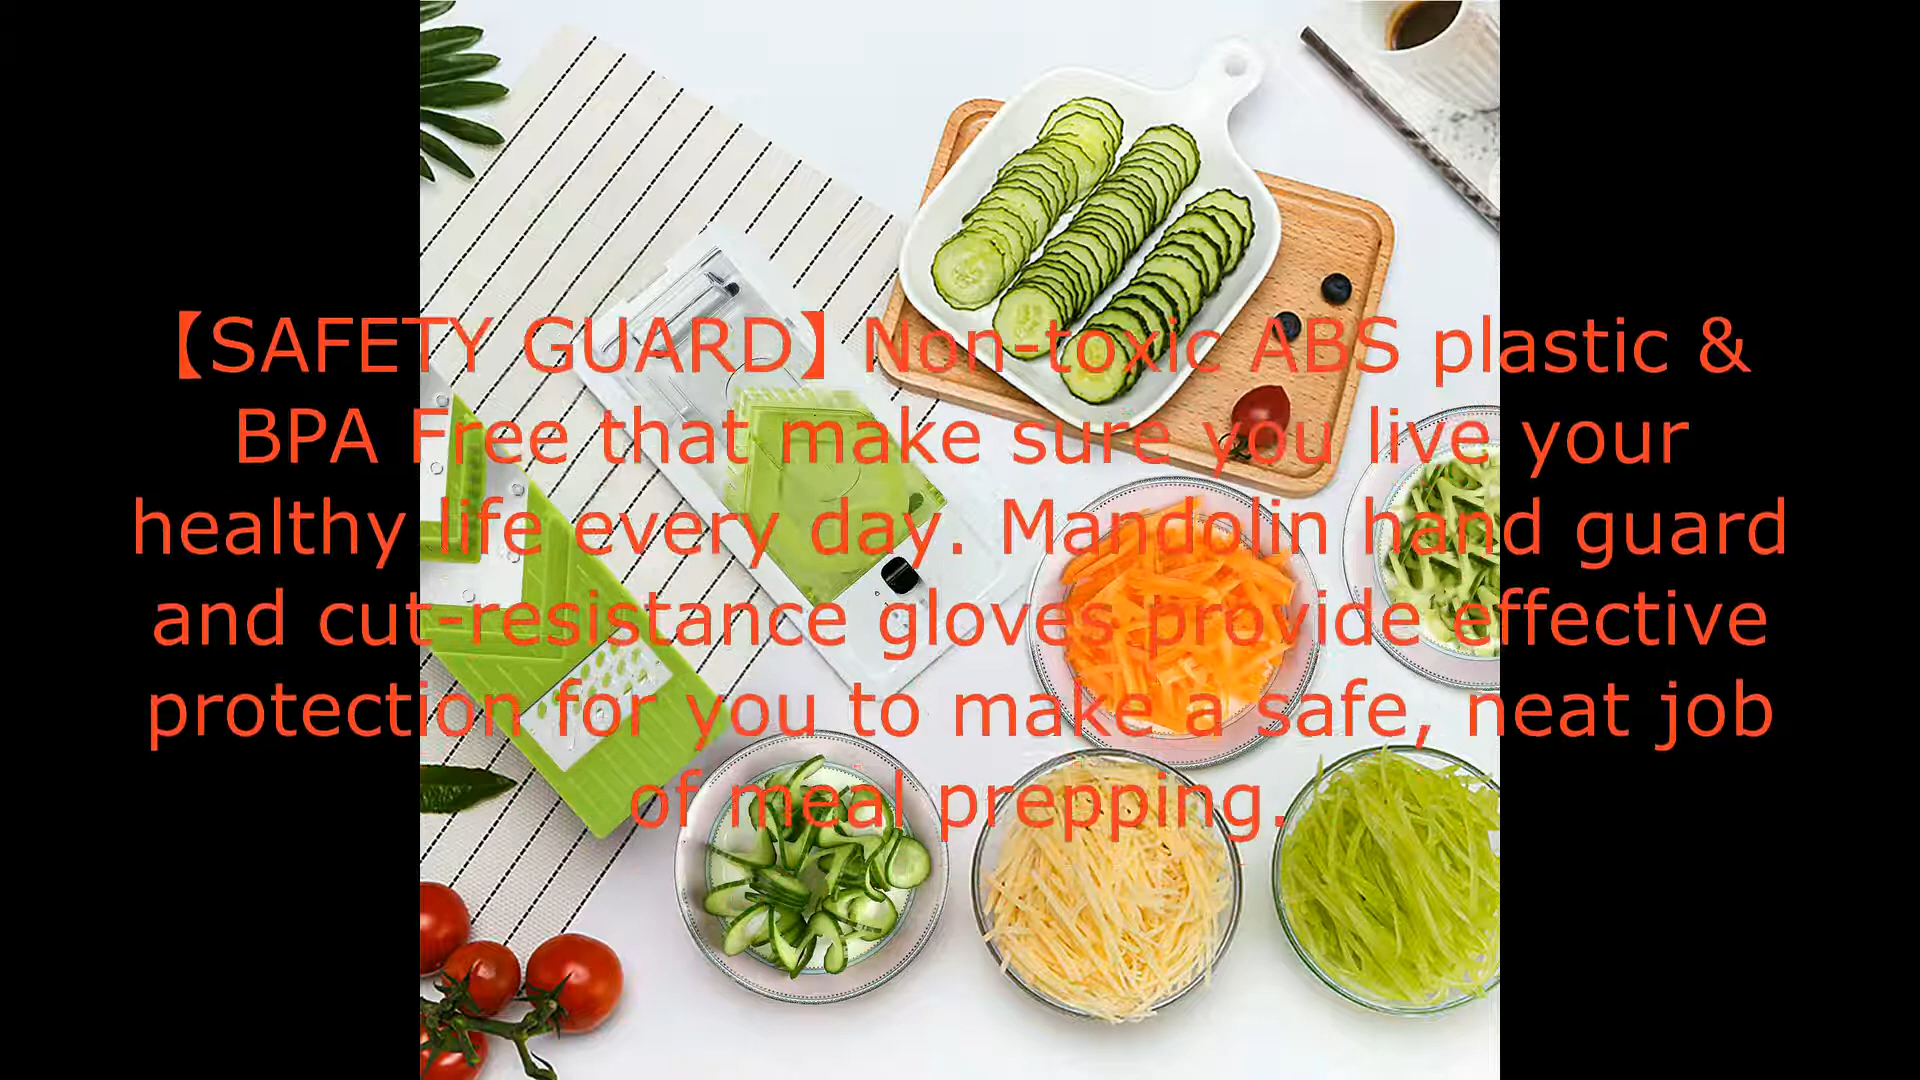 【SAFETY GUARD】Non-toxic ABS plastic &
BPA Free that make sure you live your
healthy life every day. Mandolin hand guard
and cut-resistance gloves provide effective
protection for you to make a safe, neat job
of meal prepping.